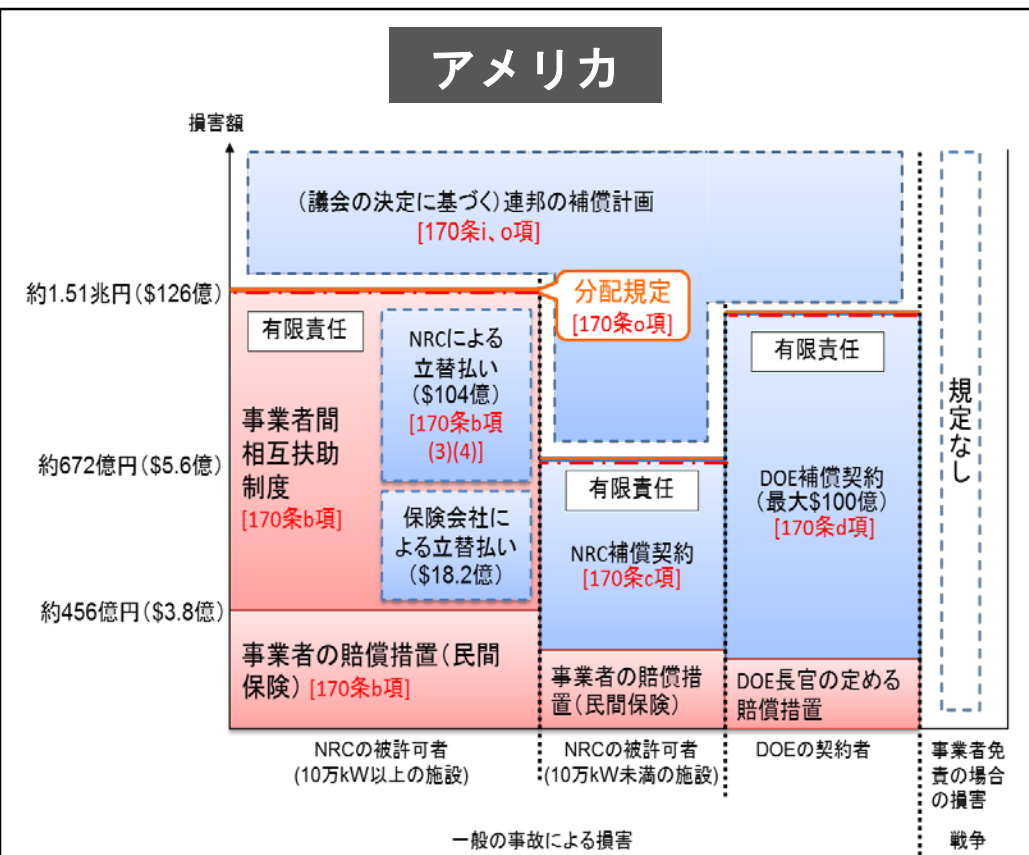 アメリカ
損害額
(議会の決定に基づく)連邦の補償計画
[170条i、o項]
約1.51兆円($126億)
分配規定
[170条o項]
有限責任
NRCによる
立替払い
($104億)
[170条b項
(3)(4)]
事業者間
相互扶助
制度
[170条b項]
保険会社に
よる立替払い
($18.2億)
約672億円($5.6億)
有限責任
NRC補償契約
[170条c項]
有限責任
DOE補償契約
(最大$100億)
[170条d項]
規定なし
約456億円($3.8億)
事業者の賠償措置(民間
保険) [170条b項]
事業者の賠償措
置(民間保険)
DOE長官の定める
賠償措置
NRCの被許可者
(10万kW以上の施設)
NRCの被許可者
(10万kW未満の施設)
DOEの契約者
事業者免
責の場合
の損害
一般の事故による損害
戦争